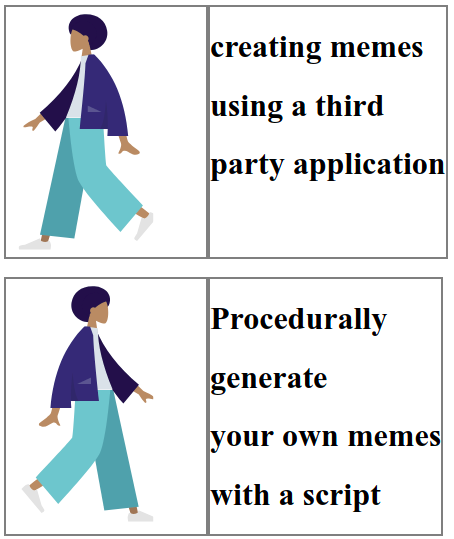 creating memes
using a third
party application
Procedurally
generate
your own memes
with a script